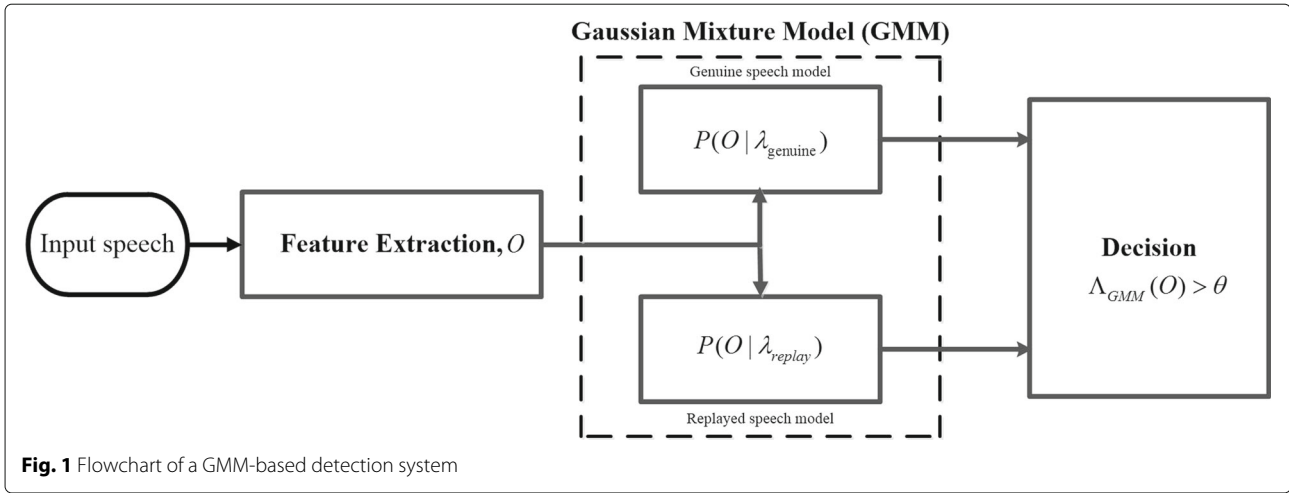 Gaussian Mixture Model (GMM)
Genuine speech model
P(O | λgenuine)
Input speech
Feature Extraction, O
Decision
ΛGMM(O) > θ
P(O | λreplay)
Replayed speech model
Fig. 1 Flowchart of a GMM-based detection system